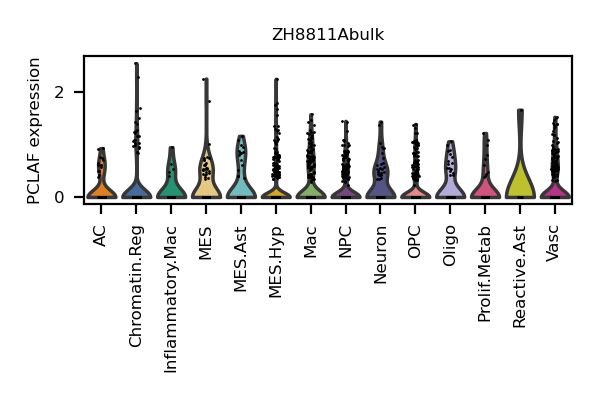 ZH8811Abulk
PCLAF expression
2
0
AC
Chromatin.Reg
Inflammatory.Mac
MES
MES.Ast
MES.Hyp
Mac
NPC
Neuron
OPC
Oligo
Prolif.Metab
Reactive.Ast
Vasc